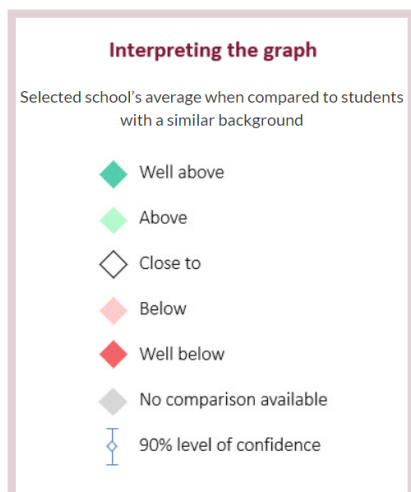 Interpreting the graph
Selected school's average when compared to students
with a similar background
Well above
Above
Close to
Below
Well below
No comparison available
90% level of confidence